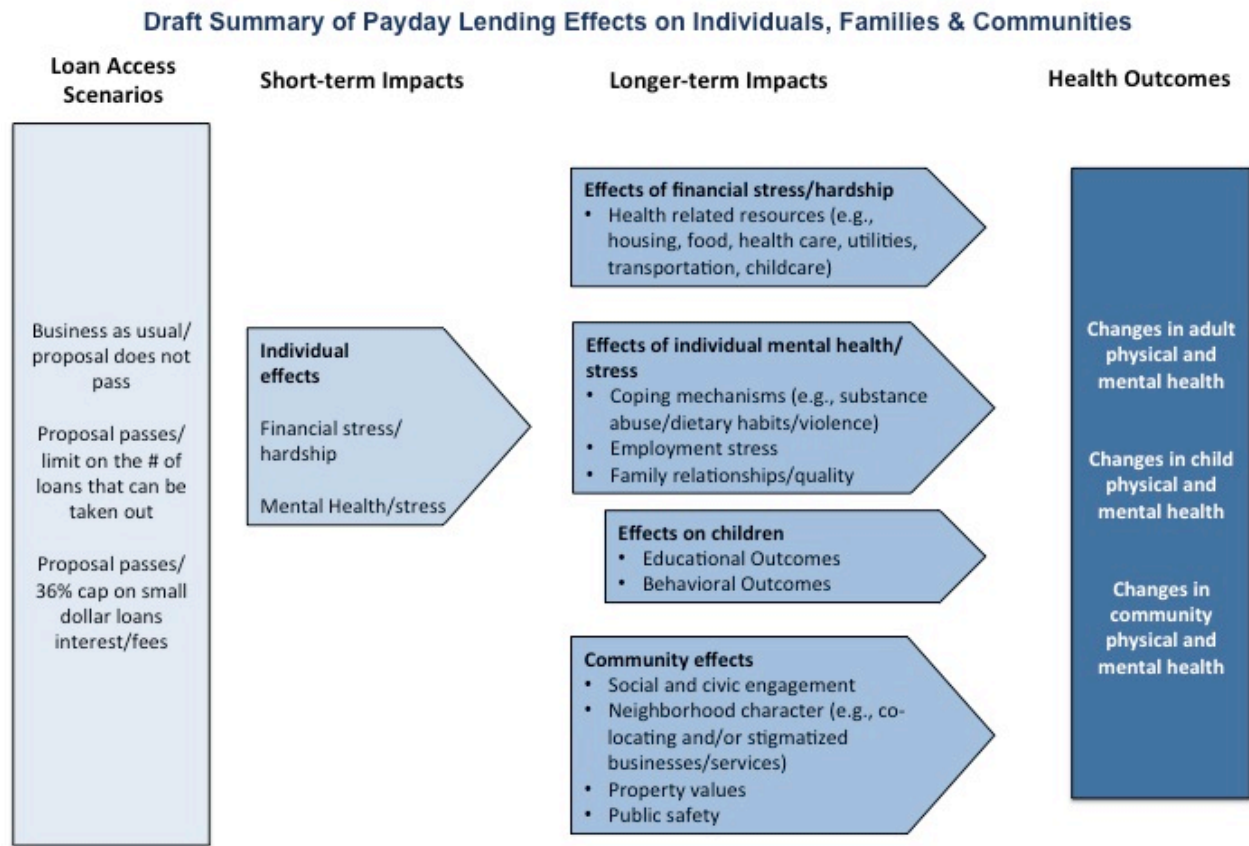 Draft Summary of Payday Lending Effects on Individuals, Families & Communities
Loan Access
Scenarios
Short-term Impacts
Longer-term Impacts
Health Outcomes
Business as usual/
proposal does not
pass
Proposal passes/
limit on the # of
loans that can be
taken out
Proposal passes/
36% cap on small
dollar loans
interest/fees
Individual
effects
Financial stress/
hardship
Mental Health/stress
Effects of financial stress/hardship
• Health related resources (e.g.,
housing, food, health care, utilities,
transportation, childcare)
Effects of individual mental health/
stress
• Coping mechanisms (e.g., substance
abuse/dietary habits/violence)
• Employment stress
• Family relationships/quality
Effects on children
• Educational Outcomes
• Behavioral Outcomes
Community effects
• Social and civic engagement
• Neighborhood character (e.g., co-
locating and/or stigmatized
businesses/services)
• Property values
• Public safety
Changes in adult
physical and
mental health
Changes in child
physical and
mental health
Changes in
community
physical and
mental health